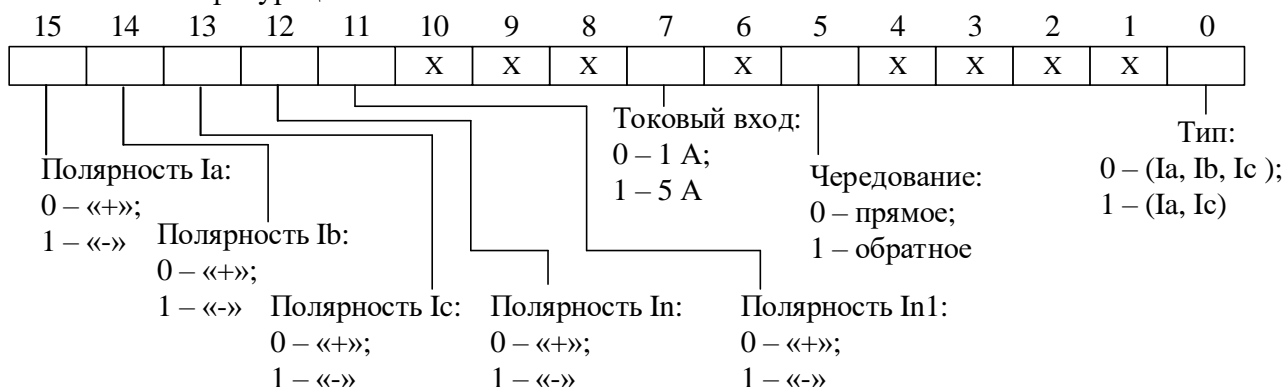 15 14 13 12 11 10 9 8 7 6 5 4 3 2 1 0
X X X X X X X X
Токовый вход:
0 – 1 А;
1 – 5 А
Тип:
0 – (Ia, Ib, Ic );
1 – (Ia, Ic)
Полярность Ia:
0 – «+»;
1 – «-»
Чередование:
0 – прямое;
1 – обратное
Полярность Ib:
0 – «+»;
1 – «-»
Полярность Ic:
0 – «+»;
1 – «-»
Полярность In:
0 – «+»;
1 – «-»
Полярность In1:
0 – «+»;
1 – «-»